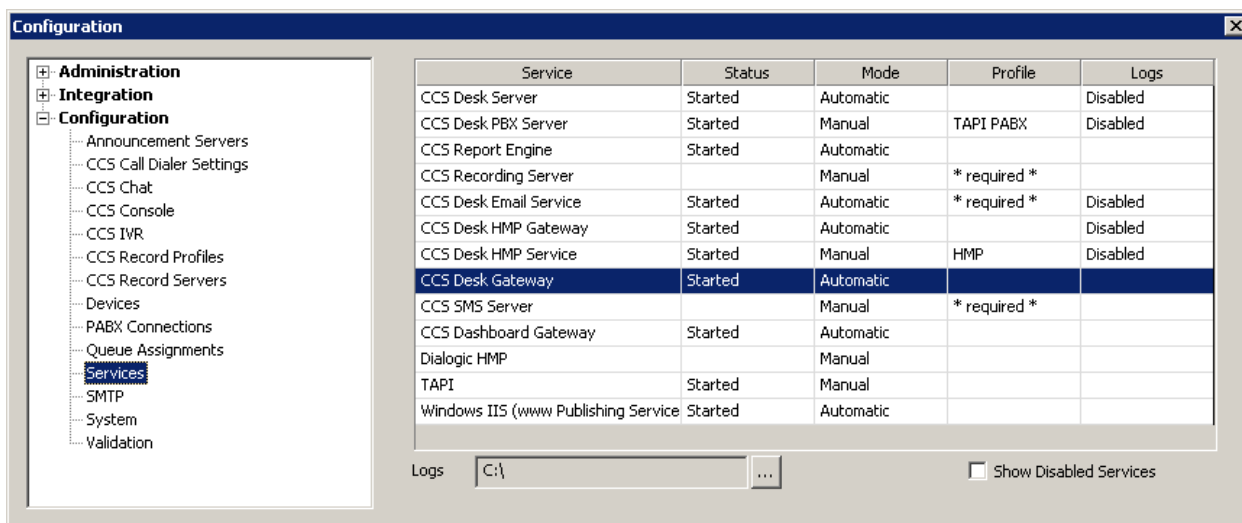 Configuration
Administration
Integration
Configuration
Announcement Servers
CCS Call Dialer Settings
CCS Chat
CCS Console
CCS IVR
CCS Record Profiles
CCS Record Servers
Devices
PABX Connections
Queue Assignments
Services
SMTP
System
Validation
Service Status Mode Profile Logs
CCS Desk Server Started Automatic Disabled
CCS Desk PBX Server Started Manual TAPI PABX Disabled
CCS Report Engine Started Automatic
CCS Recording Server Manual * required *
CCS Desk Email Service Started Automatic * required * Disabled
CCS Desk HMP Gateway Started Automatic Disabled
CCS Desk HMP Service Started Manual HMP Disabled
CCS Desk Gateway Started Automatic
CCS SMS Server Manual * required *
CCS Dashboard Gateway Started Automatic
Dialogic HMP Manual
TAPI Started Manual
Windows IIS (www Publishing Service Started Automatic
Logs C:\ ... Show Disabled Services